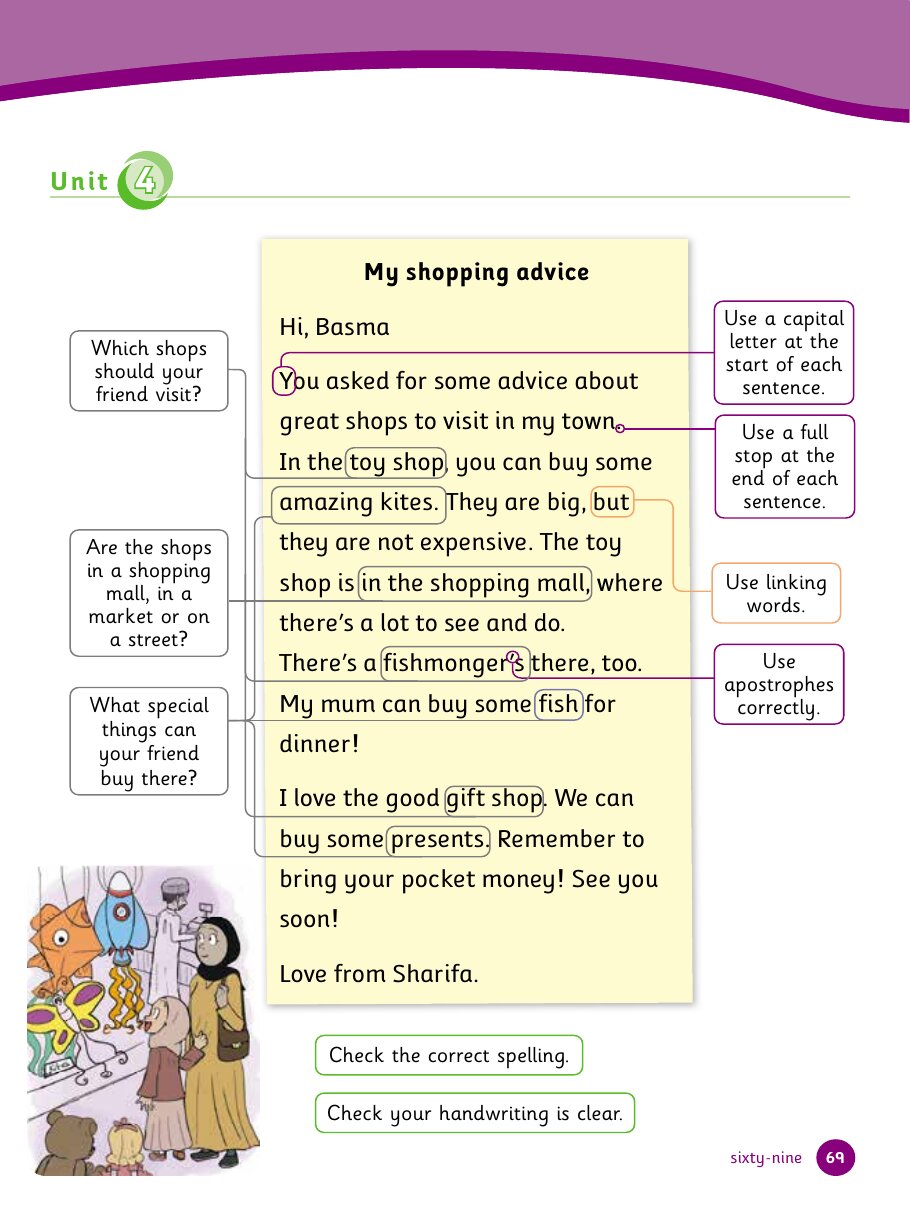 Unit 4
My shopping advice
Hi, Basma
You asked for some advice about
great shops to visit in my town.
In the toy shop, you can buy some
amazing kites. They are big, but
they are not expensive. The toy
shop is in the shopping mall, where
there's a lot to see and do.
There's a fishmonger's there, too.
My mum can buy some fish for
dinner!
I love the good gift shop. We can
buy some presents. Remember to
bring your pocket money! See you
soon!
Love from Sharifa.
Which shops
should your
friend visit?
Are the shops
in a shopping
mall, in a
market or on
a street?
What special
things can
your friend
buy there?
Use a capital
letter at the
start of each
sentence.
Use a full
stop at the
end of each
sentence.
Use linking
words.
Use
apostrophes
correctly.
Check the correct spelling.
Check your handwriting is clear.
sixty-nine 69